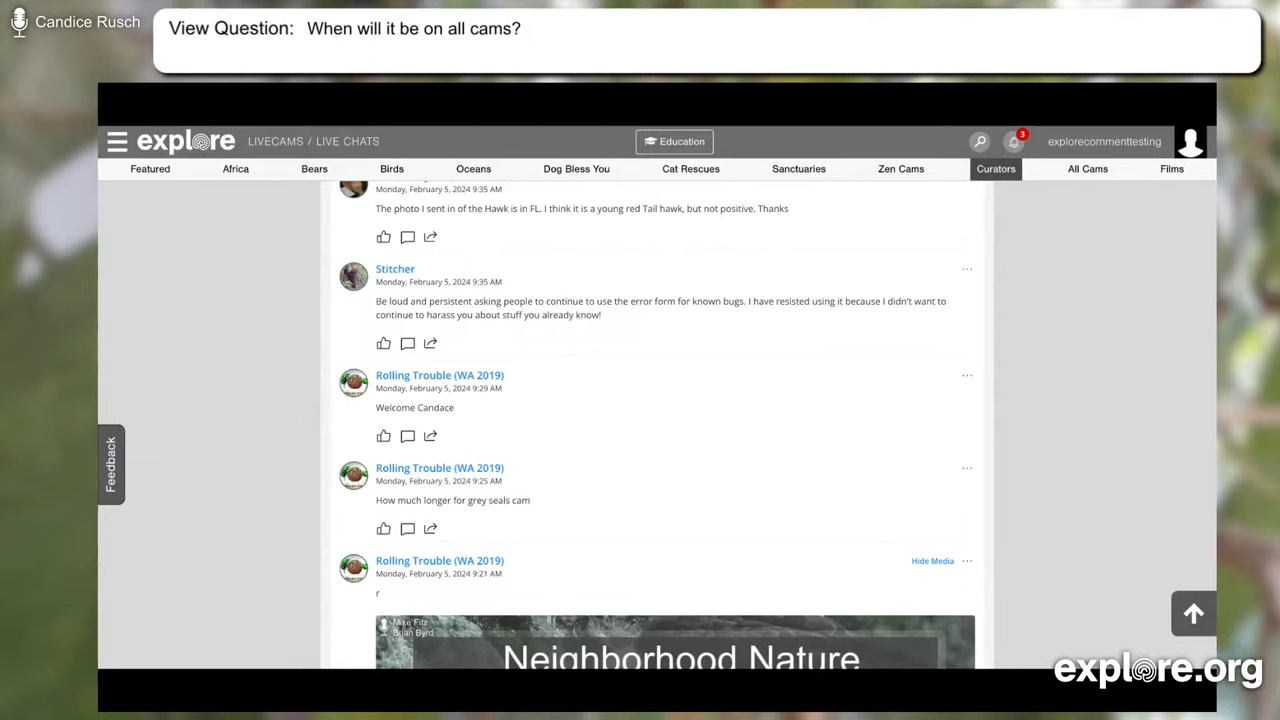 Candice Rusch
View Question: When will it be on all cams?
explore LIVECAMS / LIVE CHATS Education 3 explorecommenttesting
Featured Africa Bears Birds Oceans Dog Bless You Cat Rescues Sanctuaries Zen Cams Curators All Cams Films
Monday, February 5, 2024 9:35 AM
The photo I sent in of the Hawk is in FL. I think it is a young red Tail hawk, but not positive. Thanks
Stitcher ...
Monday, February 5, 2024 9:35 AM
Be loud and persistent asking people to continue to use the error form for known bugs. I have resisted using it because I didn't want to
continue to harass you about stuff you already know!
Rolling Trouble (WA 2019) ...
Monday, February 5, 2024 9:29 AM
Welcome Candace
Feedback
Rolling Trouble (WA 2019) ...
Monday, February 5, 2024 9:25 AM
How much longer for grey seals cam
Rolling Trouble (WA 2019) Hide Media ...
Monday, February 5, 2024 9:21 AM
r
Mike Fitz
Brian Byrd
Neighborhood Nature
explore.org